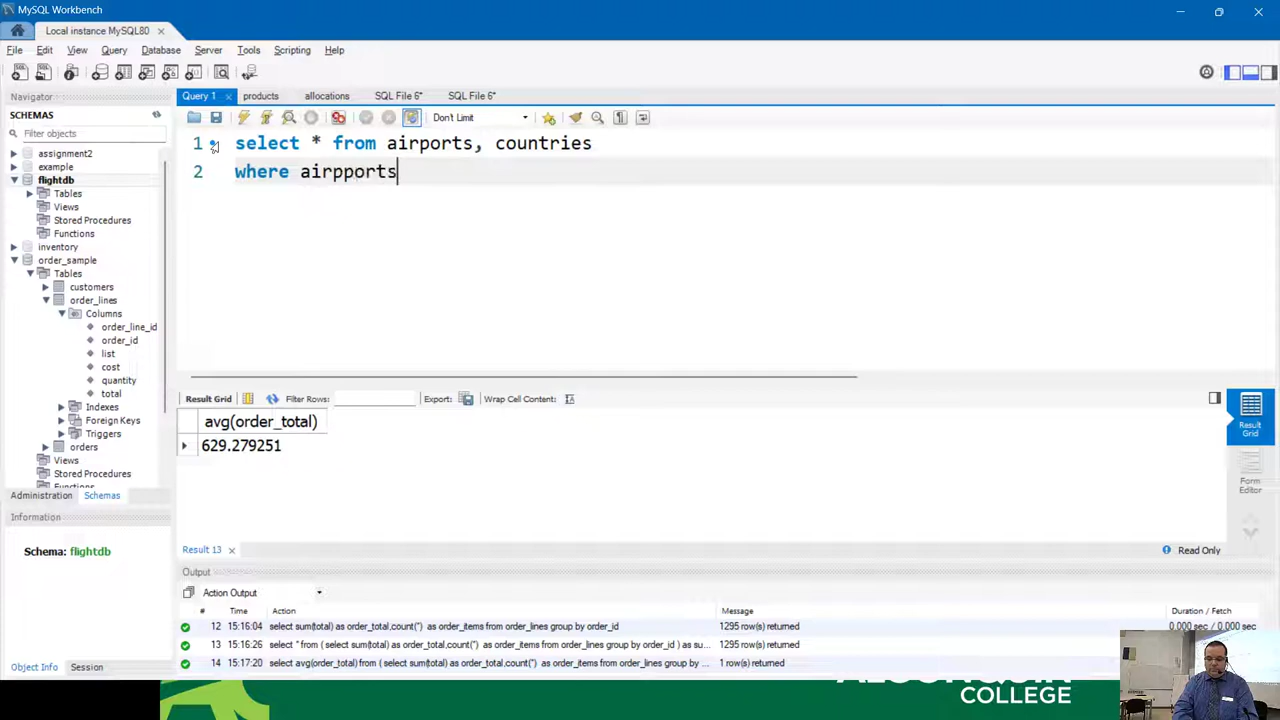 MySQL Workbench
Local instance MySQL80
File Edit View Query Database Server Tools Scripting Help
Navigator
SCHEMAS
Filter objects
assignment2
example
flightdb
Tables
Views
Stored Procedures
Functions
inventory
order_sample
Tables
customers
order_lines
Columns
order_line_id
order_id
list
cost
quantity
total
Indexes
Foreign Keys
Triggers
orders
Views
Stored Procedures
Administration Schemas
Information
Schema: flightdb
Object Info Session
Query 1 products allocations SQL File 6* SQL File 6*
Don't Limit
1 select * from airports, countries
2 where airpports
Result Grid Filter Rows: Export: Wrap Cell Content:
avg(order_total)
629.279251
Result Grid
Form Editor
Result 13 Read Only
Output
Action Output
# Time Action Message Duration / Fetch
12 15:16:04 select sum(total) as order_total,count(*) as order_items from order_lines group by order_id 1295 row(s) returned 0.000 sec / 0.000 sec
13 15:16:26 select * from ( select sum(total) as order_total,count(*) as order_items from order_lines group by order_id ) as su... 1295 row(s) returned
14 15:17:20 select avg(order_total) from ( select sum(total) as order_total,count(*) as order_items from order_lines group by ... 1 row(s) returned
COLLEGE